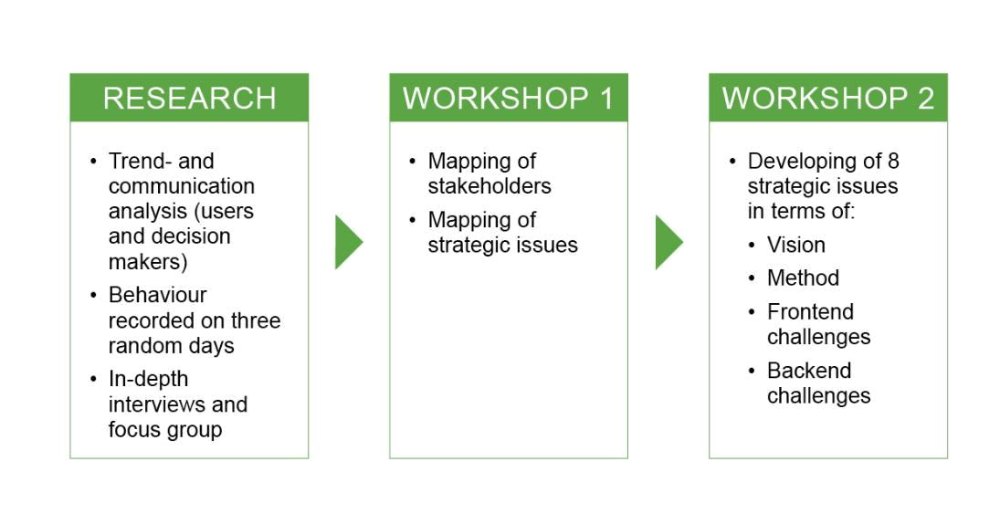 RESEARCH
• Trend- and
communication
analysis (users
and decision
makers)
• Behaviour
recorded on three
random days
• In-depth
interviews and
focus group
WORKSHOP 1
• Mapping of
stakeholders
• Mapping of
strategic issues
WORKSHOP 2
• Developing of 8
strategic issues
in terms of:
• Vision
• Method
• Frontend
challenges
• Backend
challenges